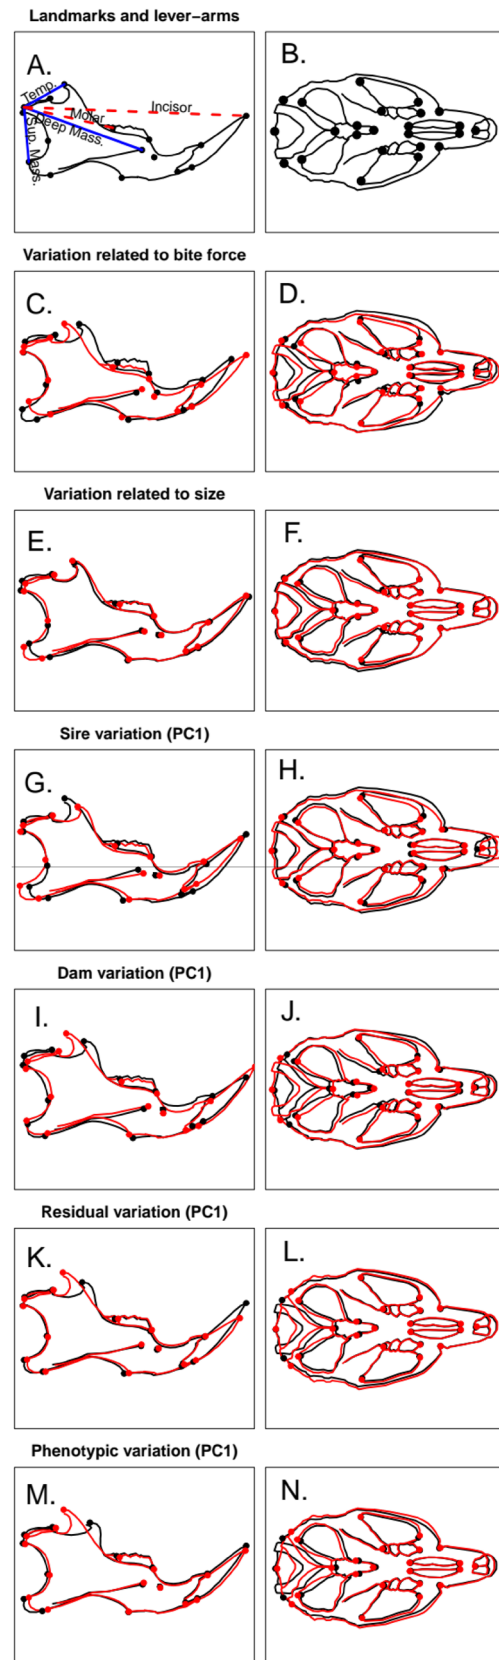 Landmarks and lever−arms
A.
B.
Temp.
Incisor
Molar
Deep Mass.
Sup. Mass.
Variation related to bite force
C.
D.
Variation related to size
E.
F.
Sire variation (PC1)
G.
H.
Dam variation (PC1)
I.
J.
Residual variation (PC1)
K.
L.
Phenotypic variation (PC1)
M.
N.